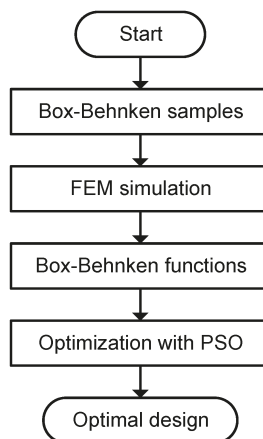 Start
Box-Behnken samples
FEM simulation
Box-Behnken functions
Optimization with PSO
Optimal design